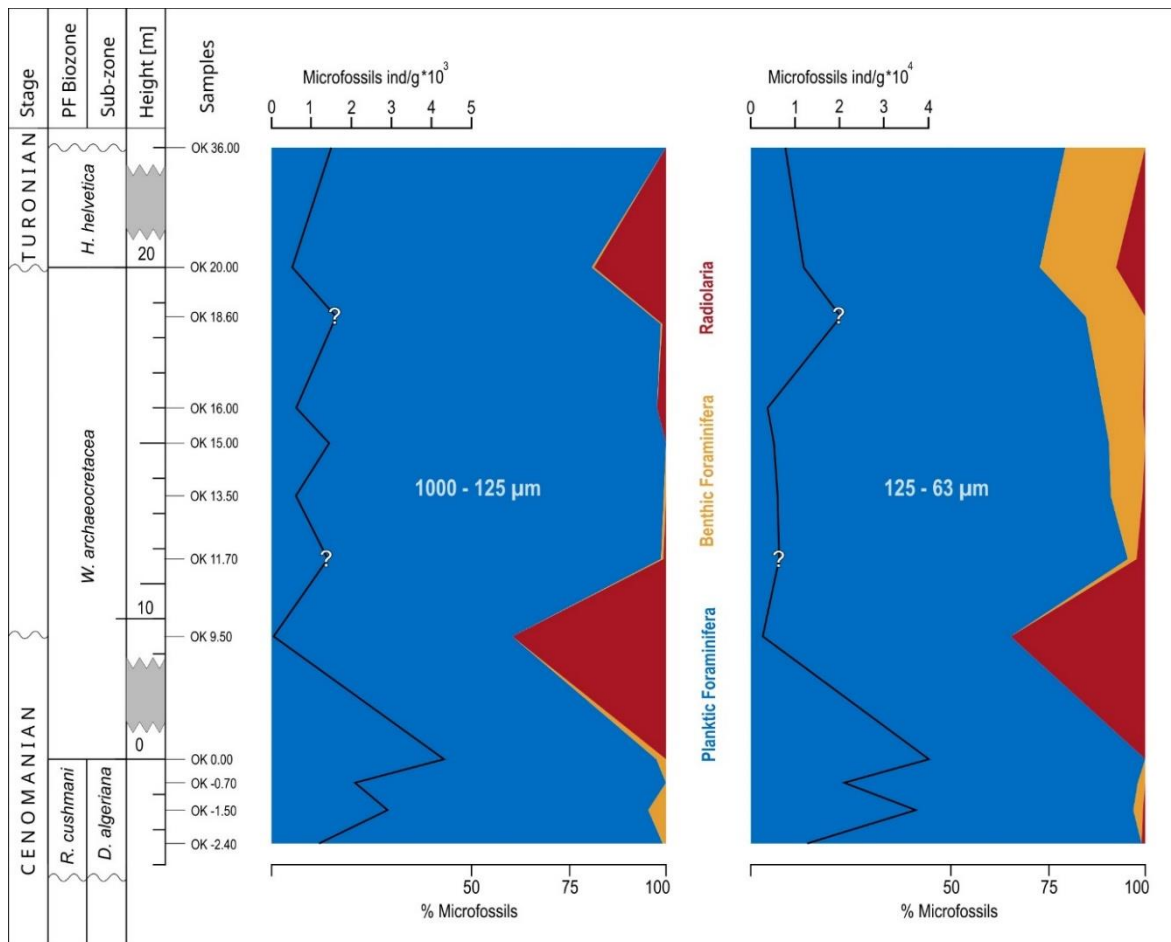 Stage
PF Biozone
Sub-zone
Height [m]
Samples
Microfossils ind/g*10³
0 1 2 3 4 5
Microfossils ind/g*10⁴
0 1 2 3 4
TURONIAN
CENOMANIAN
H. helvetica
W. archaeocretacea
R. cushmani
D. algeriana
20
10
0
OK 36.00
OK 20.00
OK 18.60
OK 16.00
OK 15.00
OK 13.50
OK 11.70
OK 9.50
OK 0.00
OK -0.70
OK -1.50
OK -2.40
?
?
1000 - 125 µm
Radiolaria
Benthic Foraminifera
Planktic Foraminifera
?
?
125 - 63 µm
50 75 100
% Microfossils
50 75 100
% Microfossils